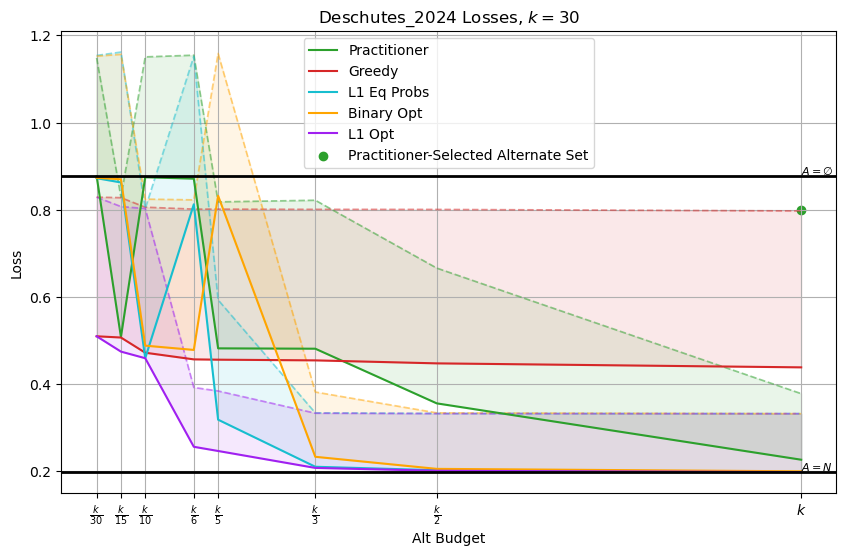 Deschutes_2024 Losses, k = 30
1.2
1.0
0.8
0.6
0.4
0.2
Loss
Practitioner
Greedy
L1 Eq Probs
Binary Opt
L1 Opt
Practitioner-Selected Alternate Set
A = ∅
A = N
k/30
k/15
k/10
k/6
k/5
k/3
k/2
k
Alt Budget